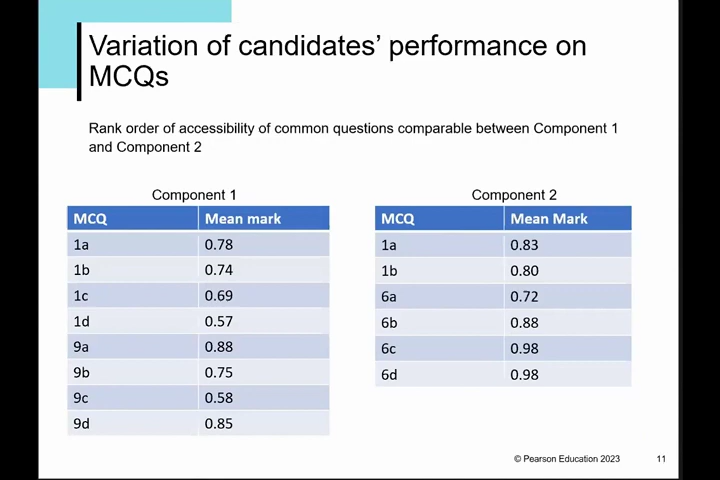 Variation of candidates’ performance on
MCQs
Rank order of accessibility of common questions comparable between Component 1
and Component 2
Component 1
MCQ Mean mark
1a 0.78
1b 0.74
1c 0.69
1d 0.57
9a 0.88
9b 0.75
9c 0.58
9d 0.85
Component 2
MCQ Mean Mark
1a 0.83
1b 0.80
6a 0.72
6b 0.88
6c 0.98
6d 0.98
© Pearson Education 2023 11